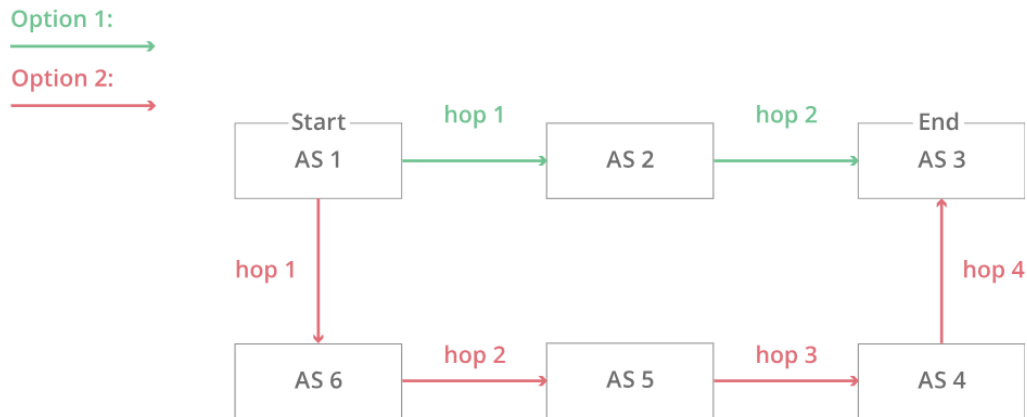 Option 1:
Option 2:
hop 1
hop 2
Start
End
AS 1
AS 2
AS 3
hop 1
hop 4
hop 2
hop 3
AS 6
AS 5
AS 4